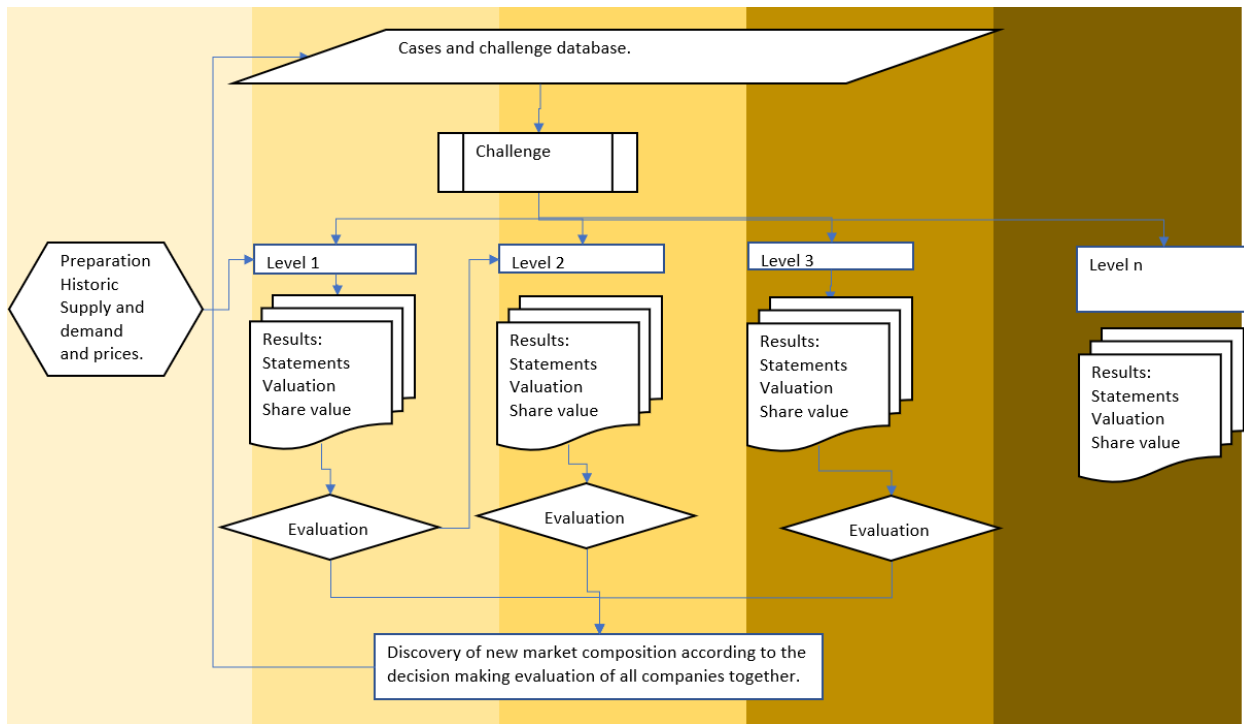 Cases and challenge database.
Challenge
Preparation
Historic
Supply and
demand
and prices.
Level 1
Level 2
Level 3
Level n
Results:
Statements
Valuation
Share value
Results:
Statements
Valuation
Share value
Results:
Statements
Valuation
Share value
Results:
Statements
Valuation
Share value
Evaluation
Evaluation
Evaluation
Discovery of new market composition according to the
decision making evaluation of all companies together.